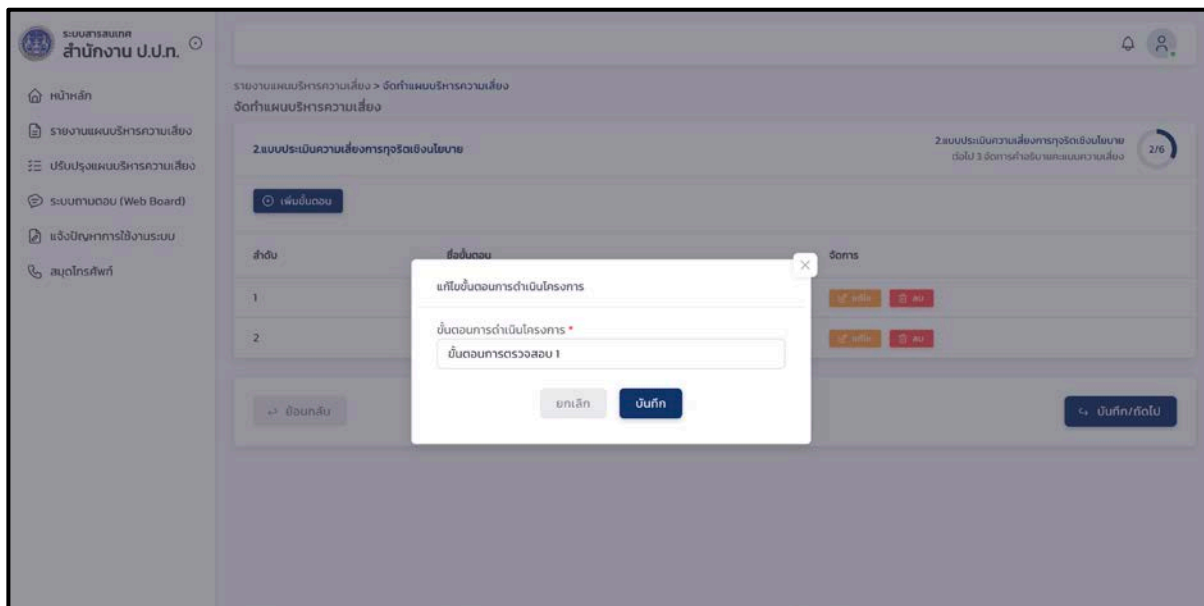 ระบบสารสนเทศ
สำนักงาน ป.ป.ท.
หน้าหลัก
รายงานแผนบริหารความเสี่ยง
ปรับปรุงแผนบริหารความเสี่ยง
ระบบถามตอบ (Web Board)
แจ้งปัญหาการใช้งานระบบ
สมุดโทรศัพท์
รายงานแผนบริหารความเสี่ยง > จัดทำแผนบริหารความเสี่ยง
จัดทำแผนบริหารความเสี่ยง
2.แบบประเมินความเสี่ยงการทุจริตเชิงนโยบาย
2.แบบประเมินความเสี่ยงการทุจริตเชิงนโยบาย
ต่อไป 3.จัดการคำอธิบายคะแนนความเสี่ยง
2/6
เพิ่มขั้นตอน
ลำดับ ชื่อขั้นตอน จัดการ
1 แก้ไข ลบ
2 แก้ไข ลบ
แก้ไขขั้นตอนการดำเนินโครงการ
ขั้นตอนการดำเนินโครงการ *
ขั้นตอนการตรวจสอบ 1
ยกเลิก บันทึก
ย้อนกลับ บันทึก/ถัดไป